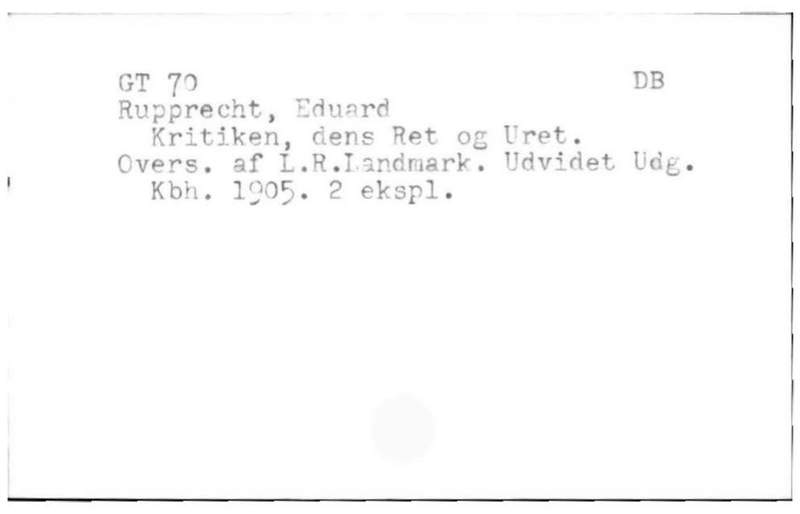 GT 70 DB
Rupprecht, Eduard
Kritiken, dens Ret og Uret.
Overs. af L.R.Landmark. Udvidet Udg.
Kbh. 1905. 2 ekspl.